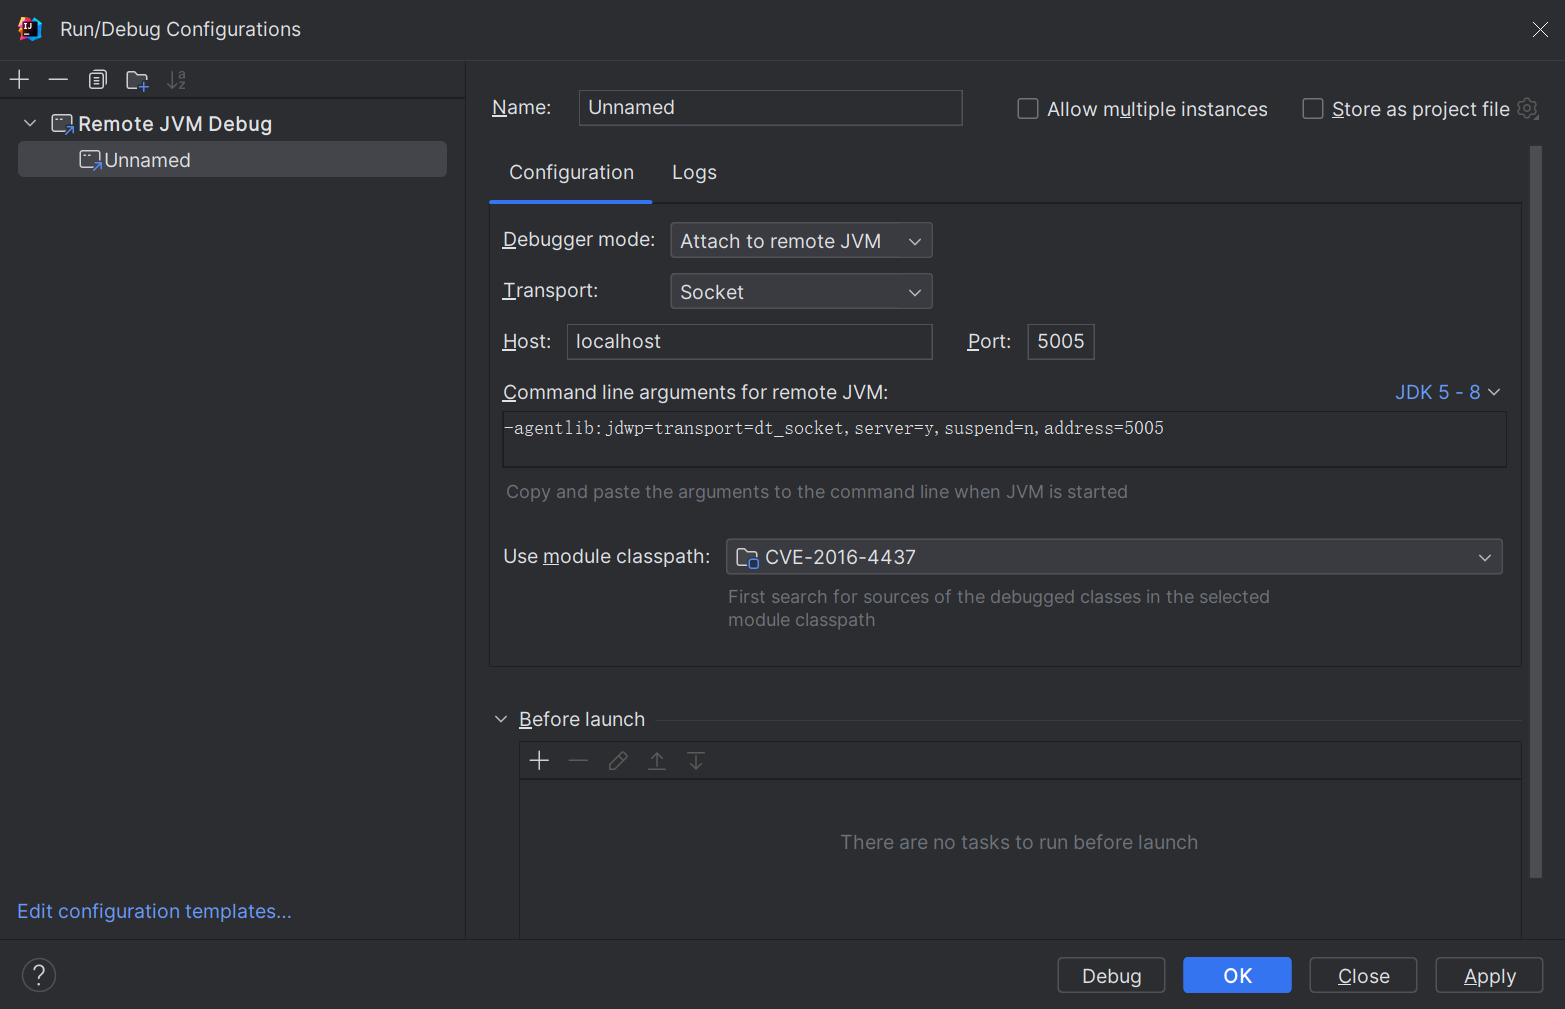 Run/Debug Configurations
Remote JVM Debug
Unnamed
Edit configuration templates...
Name: Unnamed
Allow multiple instances
Store as project file
Configuration Logs
Debugger mode: Attach to remote JVM
Transport: Socket
Host: localhost Port: 5005
Command line arguments for remote JVM: JDK 5 - 8
-agentlib:jdwp=transport=dt_socket,server=y,suspend=n,address=5005
Copy and paste the arguments to the command line when JVM is started
Use module classpath: CVE-2016-4437
First search for sources of the debugged classes in the selected
module classpath
Before launch
There are no tasks to run before launch
? Debug OK Close Apply